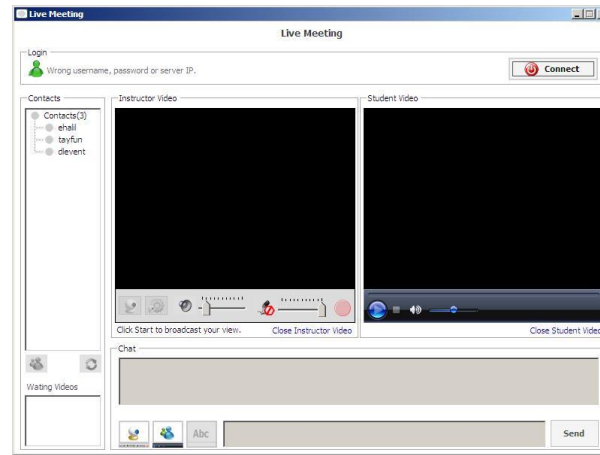 Live Meeting
Live Meeting
Login
Wrong username, password or server IP.
Connect
Contacts
Contacts(3)
ehalil
tayfun
dlevent
Instructor Video
Student Video
Click Start to broadcast your view.
Close Instructor Video
Close Student Video
Chat
Wating Videos
Abc
Send